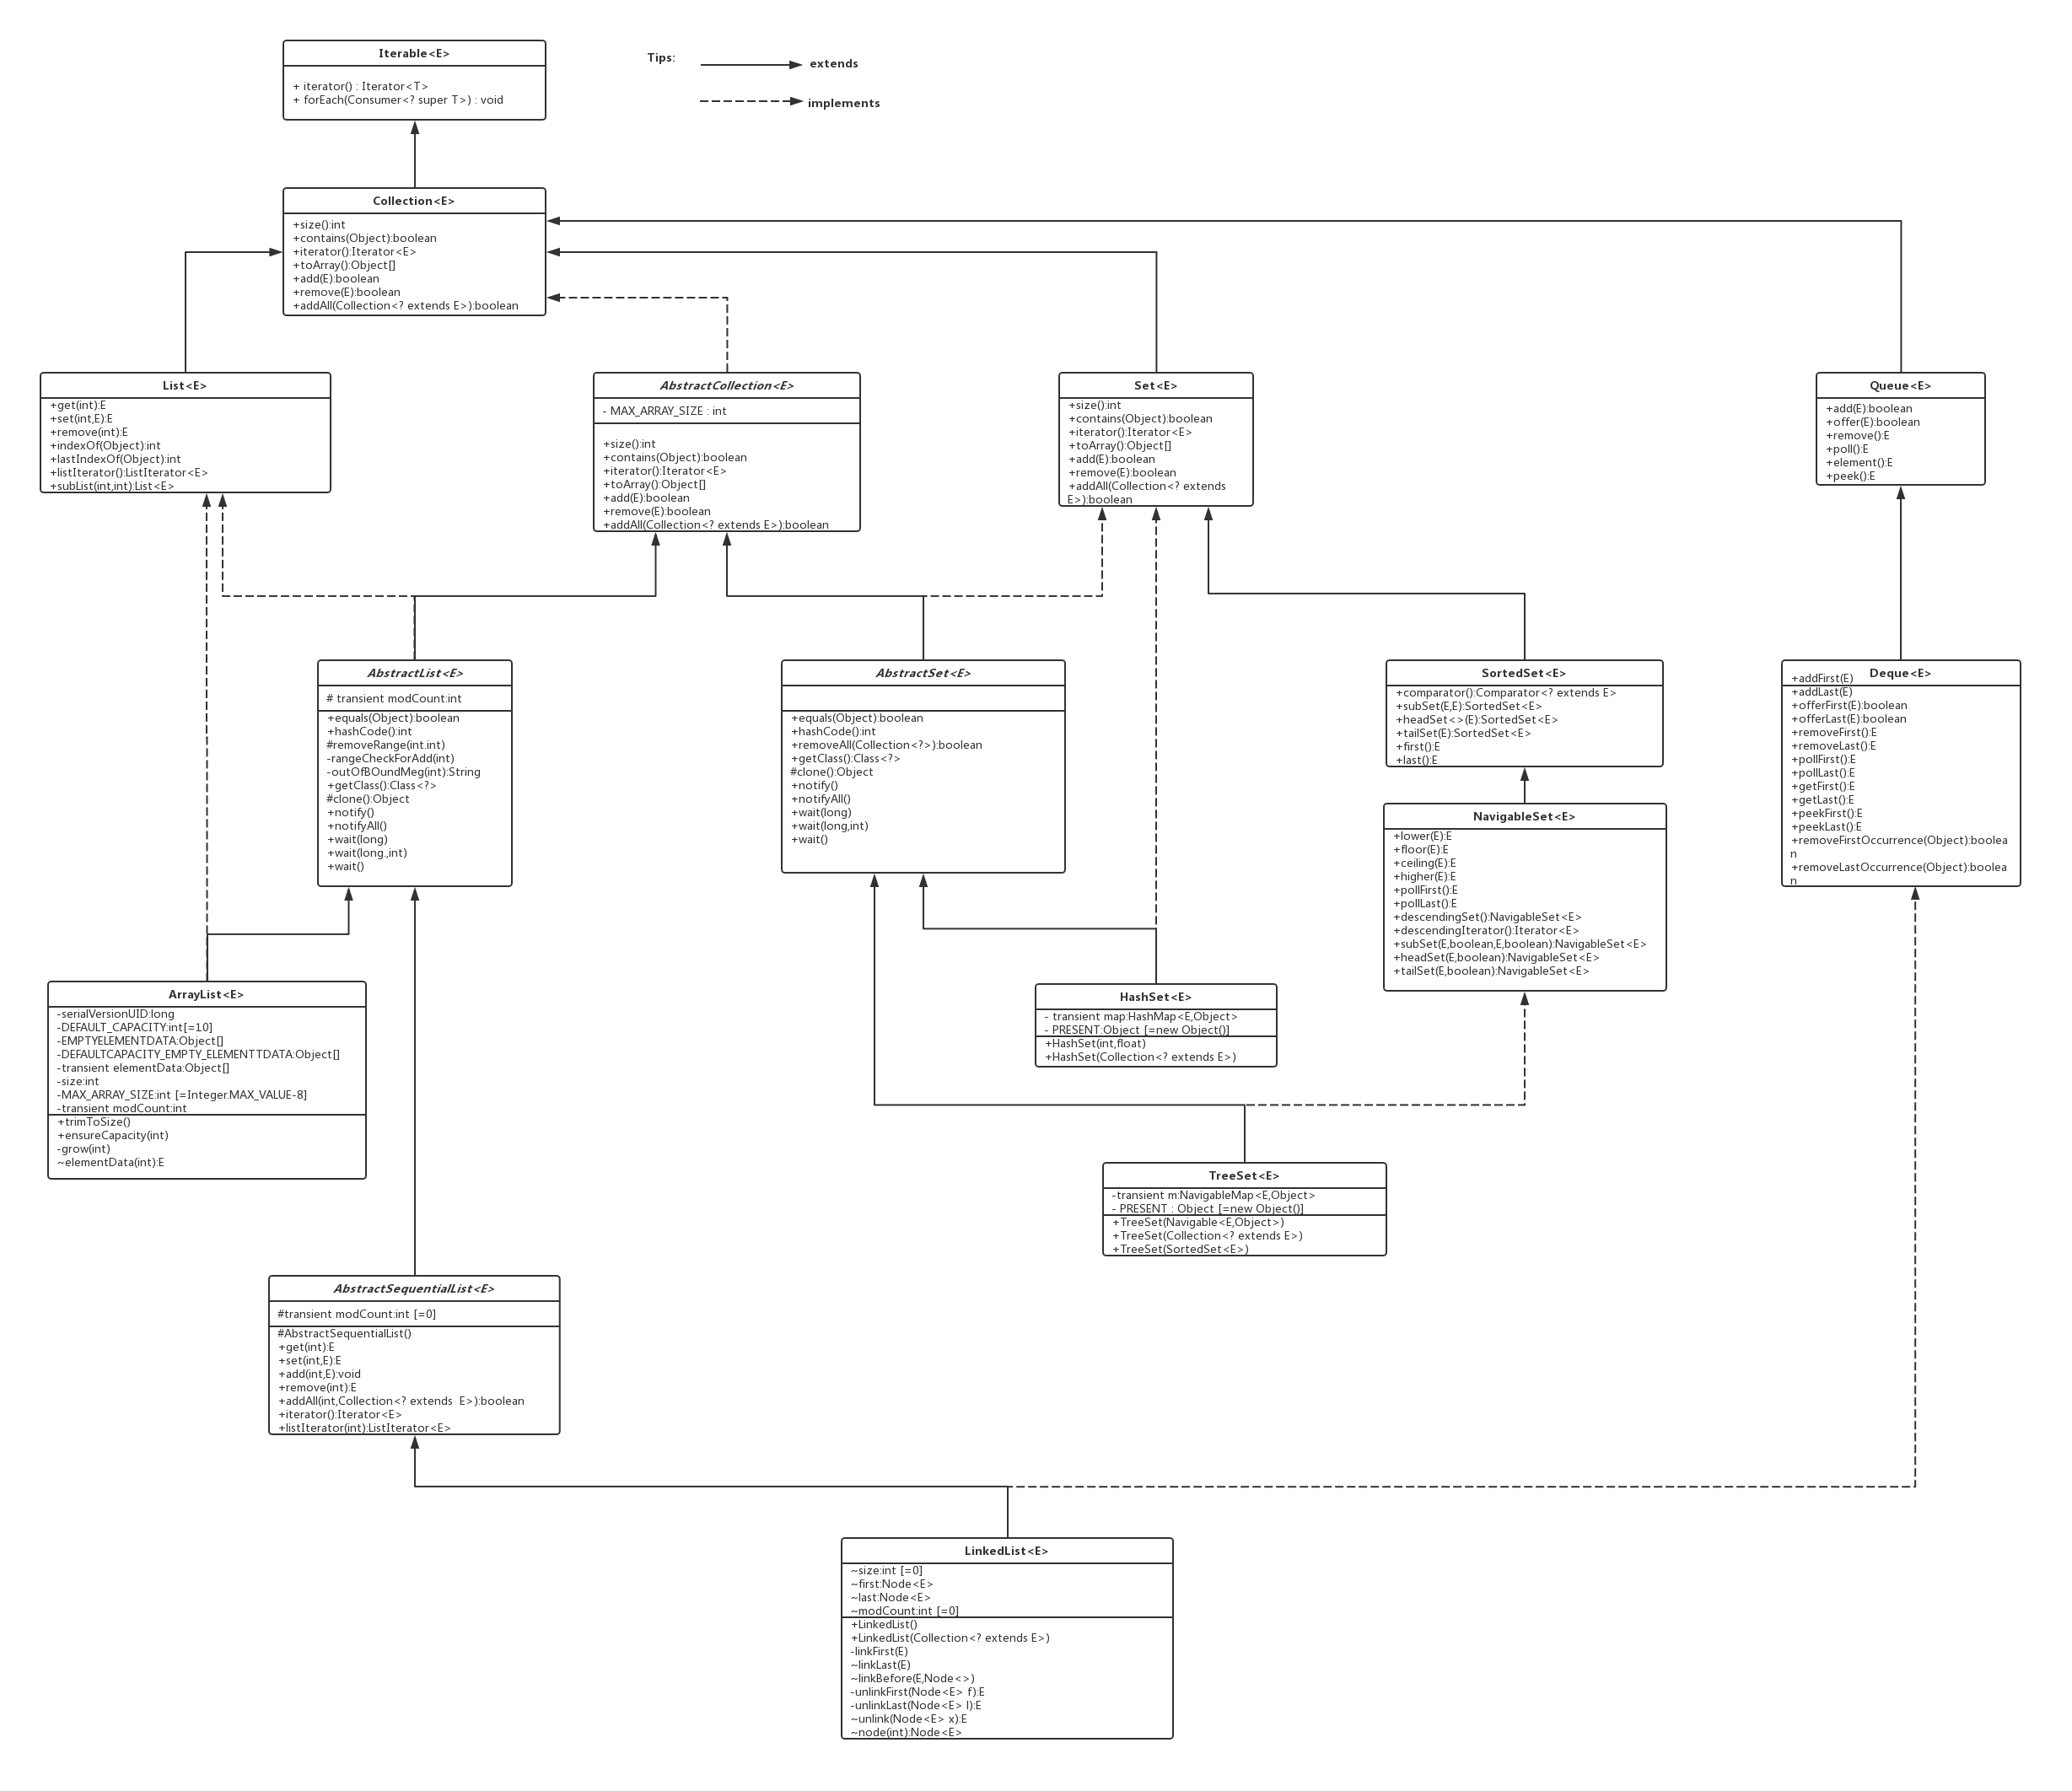 Iterable<E>
+ iterator() : Iterator<T>
+ forEach(Consumer<? super T>) : void
Tips:
extends
implements
Collection<E>
+size():int
+contains(Object):boolean
+iterator():Iterator<E>
+toArray():Object[]
+add(E):boolean
+remove(E):boolean
+addAll(Collection<? extends E>):boolean
List<E>
+get(int):E
+set(int,E):E
+remove(int):E
+indexOf(Object):int
+lastIndexOf(Object):int
+listIterator():ListIterator<E>
+subList(int,int):List<E>
AbstractCollection<E>
- MAX_ARRAY_SIZE : int
+size():int
+contains(Object):boolean
+iterator():Iterator<E>
+toArray():Object[]
+add(E):boolean
+remove(E):boolean
+addAll(Collection<? extends E>):boolean
Set<E>
+size():int
+contains(Object):boolean
+iterator():Iterator<E>
+toArray():Object[]
+add(E):boolean
+remove(E):boolean
+addAll(Collection<? extends
E>):boolean
Queue<E>
+add(E):boolean
+offer(E):boolean
+remove():E
+poll():E
+element():E
+peek():E
AbstractList<E>
# transient modCount:int
+equals(Object):boolean
+hashCode():int
#removeRange(int.int)
-rangeCheckForAdd(int)
-outOfBOundMeg(int):String
+getClass():Class<?>
#clone():Object
+notify()
+notifyAll()
+wait(long)
+wait(long.,int)
+wait()
AbstractSet<E>
+equals(Object):boolean
+hashCode():int
+removeAll(Collection<?>):boolean
+getClass():Class<?>
#clone():Object
+notify()
+notifyAll()
+wait(long)
+wait(long,int)
+wait()
SortedSet<E>
+comparator():Comparator<? extends E>
+subSet(E,E):SortedSet<E>
+headSet<>(E):SortedSet<E>
+tailSet(E):SortedSet<E>
+first():E
+last():E
Deque<E>
+addFirst(E)
+addLast(E)
+offerFirst(E):boolean
+offerLast(E):boolean
+removeFirst():E
+removeLast():E
+pollFirst():E
+pollLast():E
+getFirst():E
+getLast():E
+peekFirst():E
+peekLast():E
+removeFirstOccurrence(Object):boolea
n
+removeLastOccurrence(Object):boolea
n
NavigableSet<E>
+lower(E):E
+floor(E):E
+ceiling(E):E
+higher(E):E
+pollFirst():E
+pollLast():E
+descendingSet():NavigableSet<E>
+descendingIterator():Iterator<E>
+subSet(E,boolean,E,boolean):NavigableSet<E>
+headSet(E,boolean):NavigableSet<E>
+tailSet(E,boolean):NavigableSet<E>
ArrayList<E>
-serialVersionUID:long
-DEFAULT_CAPACITY:int[=10]
-EMPTYELEMENTDATA:Object[]
-DEFAULTCAPACITY_EMPTY_ELEMENTTDATA:Object[]
-transient elementData:Object[]
-size:int
-MAX_ARRAY_SIZE:int [=Integer.MAX_VALUE-8]
-transient modCount:int
+trimToSize()
+ensureCapacity(int)
-grow(int)
~elementData(int):E
HashSet<E>
- transient map:HashMap<E,Object>
- PRESENT:Object [=new Object()]
+HashSet(int,float)
+HashSet(Collection<? extends E>)
TreeSet<E>
-transient m:NavigableMap<E,Object>
- PRESENT : Object [=new Object()]
+TreeSet(Navigable<E,Object>)
+TreeSet(Collection<? extends E>)
+TreeSet(SortedSet<E>)
AbstractSequentialList<E>
#transient modCount:int [=0]
#AbstractSequentialList()
+get(int):E
+set(int,E):E
+add(int,E):void
+remove(int):E
+addAll(int,Collection<? extends  E>):boolean
+iterator():Iterator<E>
+listIterator(int):ListIterator<E>
LinkedList<E>
~size:int [=0]
~first:Node<E>
~last:Node<E>
~modCount:int [=0]
+LinkedList()
+LinkedList(Collection<? extends E>)
-linkFirst(E)
~linkLast(E)
~linkBefore(E,Node<>)
-unlinkFirst(Node<E> f):E
-unlinkLast(Node<E> l):E
~unlink(Node<E> x):E
~node(int):Node<E>